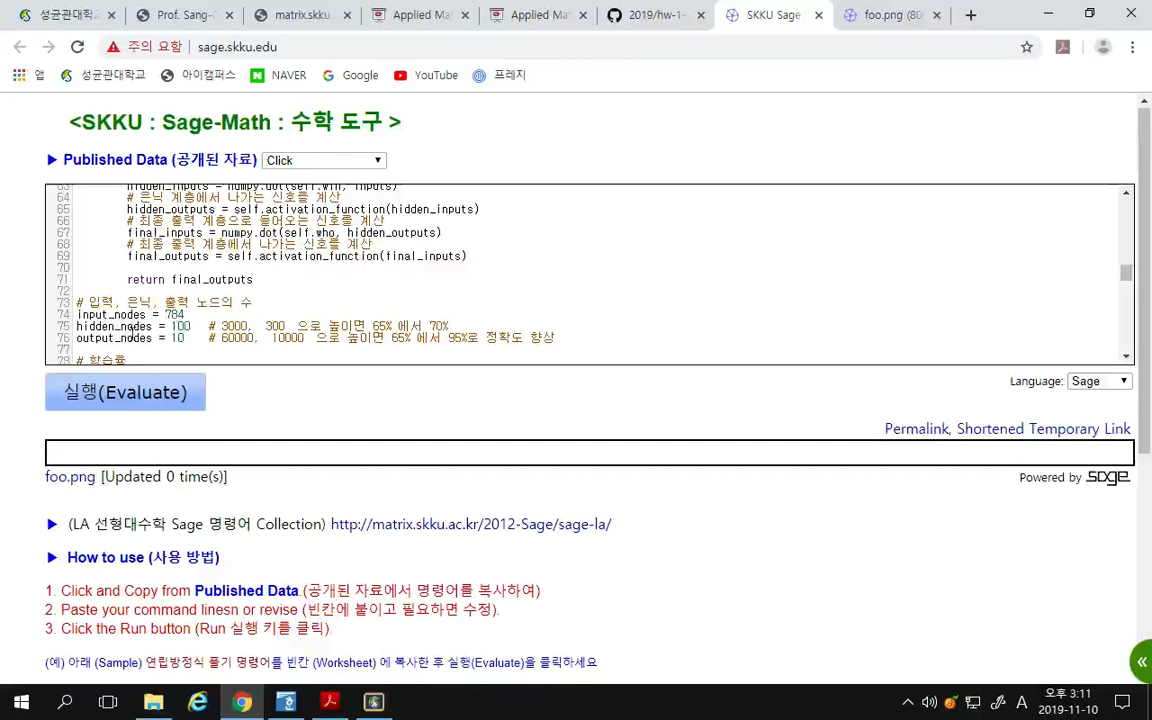 성균관대학고
Prof. Sang-
matrix.skku
Applied Mat
Applied Mat
2019/hw-1-
SKKU Sage
foo.png (80
주의 요함
sage.skku.edu
앱
성균관대학교
아이캠퍼스
NAVER
Google
YouTube
프레지
<SKKU : Sage-Math : 수학 도구 >
▶ Published Data (공개된 자료) Click
63 hidden_inputs = numpy.dot(self.wih, inputs)
64 # 은닉 계층에서 나가는 신호를 계산
65 hidden_outputs = self.activation_function(hidden_inputs)
66 # 최종 출력 계층으로 들어오는 신호를 계산
67 final_inputs = numpy.dot(self.who, hidden_outputs)
68 # 최종 출력 계층에서 나가는 신호를 계산
69 final_outputs = self.activation_function(final_inputs)
70
71 return final_outputs
72
73 # 입력, 은닉, 출력 노드의 수
74 input_nodes = 784
75 hidden_nodes = 100 # 3000, 300 으로 높이면 65% 에서 70%
76 output_nodes = 10 # 60000, 10000 으로 높이면 65% 에서 95%로 정확도 향상
77
78 # 학습률
실행(Evaluate)
Language: Sage
Permalink, Shortened Temporary Link
foo.png [Updated 0 time(s)]
Powered by sage
▶ (LA 선형대수학 Sage 명령어 Collection) http://matrix.skku.ac.kr/2012-Sage/sage-la/
▶ How to use (사용 방법)
1. Click and Copy from Published Data.(공개된 자료에서 명령어를 복사하여)
2. Paste your command linesn or revise (빈칸에 붙이고 필요하면 수정).
3. Click the Run button (Run 실행 키를 클릭).
(예) 아래 (Sample) 연립방정식 풀기 명령어를 빈칸 (Worksheet) 에 복사한 후 실행(Evaluate)을 클릭하세요
«
A
오후 3:11
2019-11-10